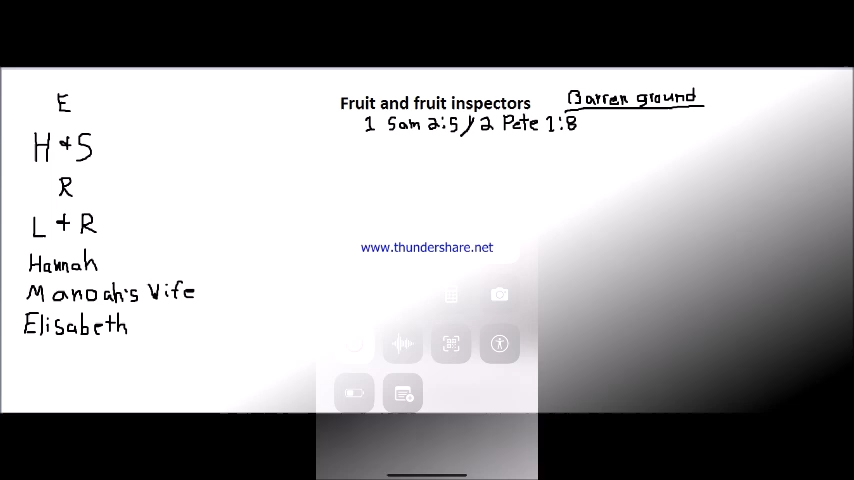 E
H + S
R
L + R
Hannah
Manoah's Vife
Elisabeth
Fruit and fruit inspectors Barren ground
1 Sam 2:5 / 2 Pete 1:8
www.thundershare.net